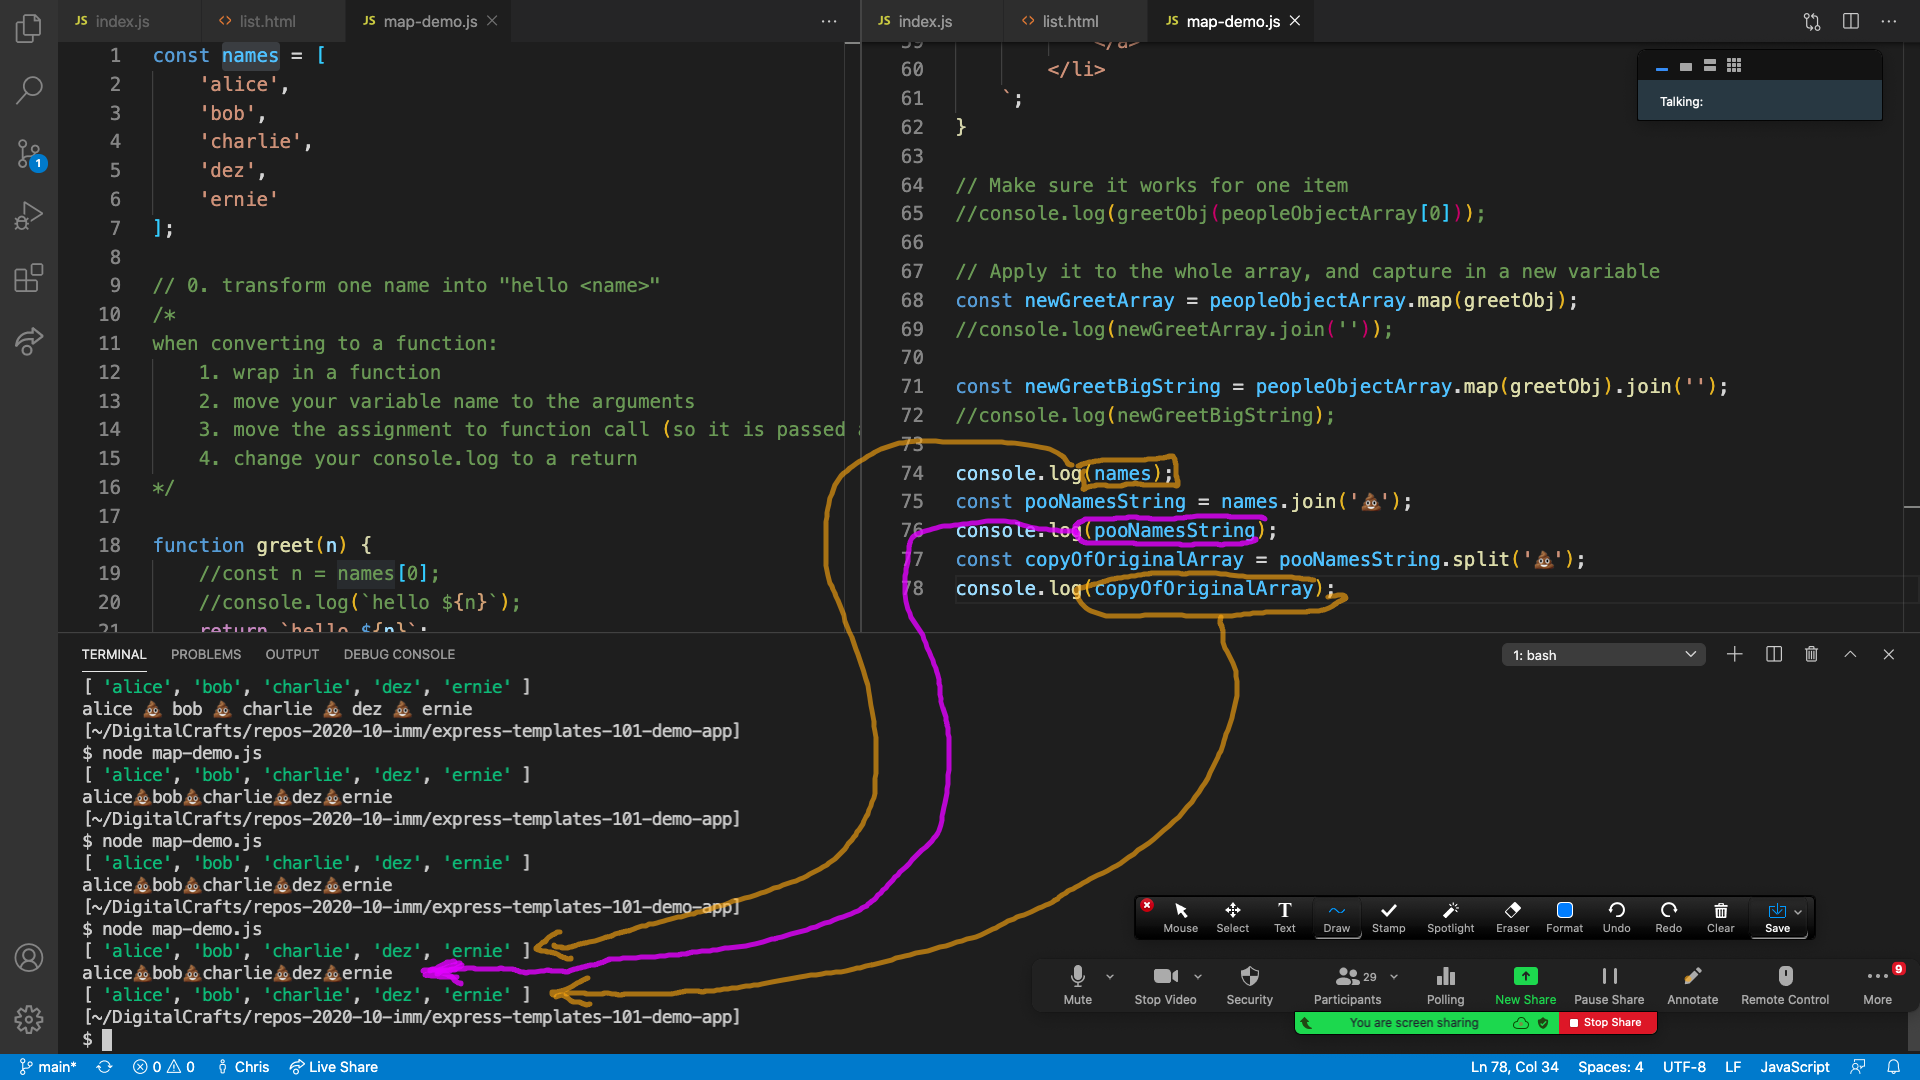 JS index.js <> list.html JS map-demo.js × ···
1 const names = [
2 'alice',
3 'bob',
4 'charlie',
5 'dez',
6 'ernie'
7 ];
8
9 // 0. transform one name into "hello <name>"
10 /*
11 when converting to a function:
12 1. wrap in a function
13 2. move your variable name to the arguments
14 3. move the assignment to function call (so it is passed
15 4. change your console.log to a return
16 */
17
18 function greet(n) {
19 //const n = names[0];
20 //console.log(`hello ${n}`);
21 return `hello ${n}`;
JS index.js <> list.html JS map-demo.js × ···
59 </a>
60 </li>
61 `;
62 }
63
64 // Make sure it works for one item
65 //console.log(greetObj(peopleObjectArray[0]));
66
67 // Apply it to the whole array, and capture in a new variable
68 const newGreetArray = peopleObjectArray.map(greetObj);
69 //console.log(newGreetArray.join(''));
70
71 const newGreetBigString = peopleObjectArray.map(greetObj).join('');
72 //console.log(newGreetBigString);
73
74 console.log(names);
75 const pooNamesString = names.join('💩');
76 console.log(pooNamesString);
77 const copyOfOriginalArray = pooNamesString.split('💩');
78 console.log(copyOfOriginalArray);
Talking:
1
TERMINAL PROBLEMS OUTPUT DEBUG CONSOLE
1: bash
[ 'alice', 'bob', 'charlie', 'dez', 'ernie' ]
alice 💩 bob 💩 charlie 💩 dez 💩 ernie
[~/DigitalCrafts/repos-2020-10-imm/express-templates-101-demo-app]
$ node map-demo.js
[ 'alice', 'bob', 'charlie', 'dez', 'ernie' ]
alice💩bob💩charlie💩dez💩ernie
[~/DigitalCrafts/repos-2020-10-imm/express-templates-101-demo-app]
$ node map-demo.js
[ 'alice', 'bob', 'charlie', 'dez', 'ernie' ]
alice💩bob💩charlie💩dez💩ernie
[~/DigitalCrafts/repos-2020-10-imm/express-templates-101-demo-app]
$ node map-demo.js
[ 'alice', 'bob', 'charlie', 'dez', 'ernie' ]
alice💩bob💩charlie💩dez💩ernie
[ 'alice', 'bob', 'charlie', 'dez', 'ernie' ]
[~/DigitalCrafts/repos-2020-10-imm/express-templates-101-demo-app]
$
Mouse Select Text Draw Stamp Spotlight Eraser Format Undo Redo Clear Save
29 9
Mute Stop Video Security Participants Polling New Share Pause Share Annotate Remote Control More
You are screen sharing Stop Share
main* 0 0 Chris Live Share
Ln 78, Col 34 Spaces: 4 UTF-8 LF JavaScript